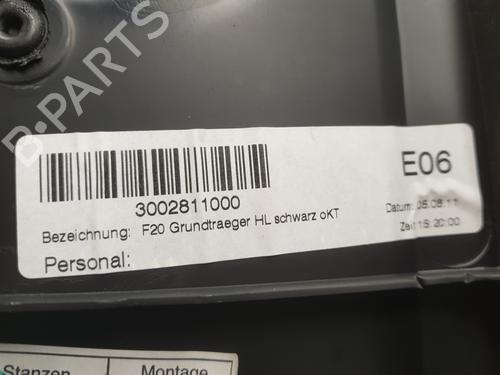 B-PARTS
E06
3002811000
Bezeichnung: F20 Grundtraeger HL schwarz oKT
Datum: 05.08.11
Personal:
Zeit: 15:20:00
Stanzen Montage